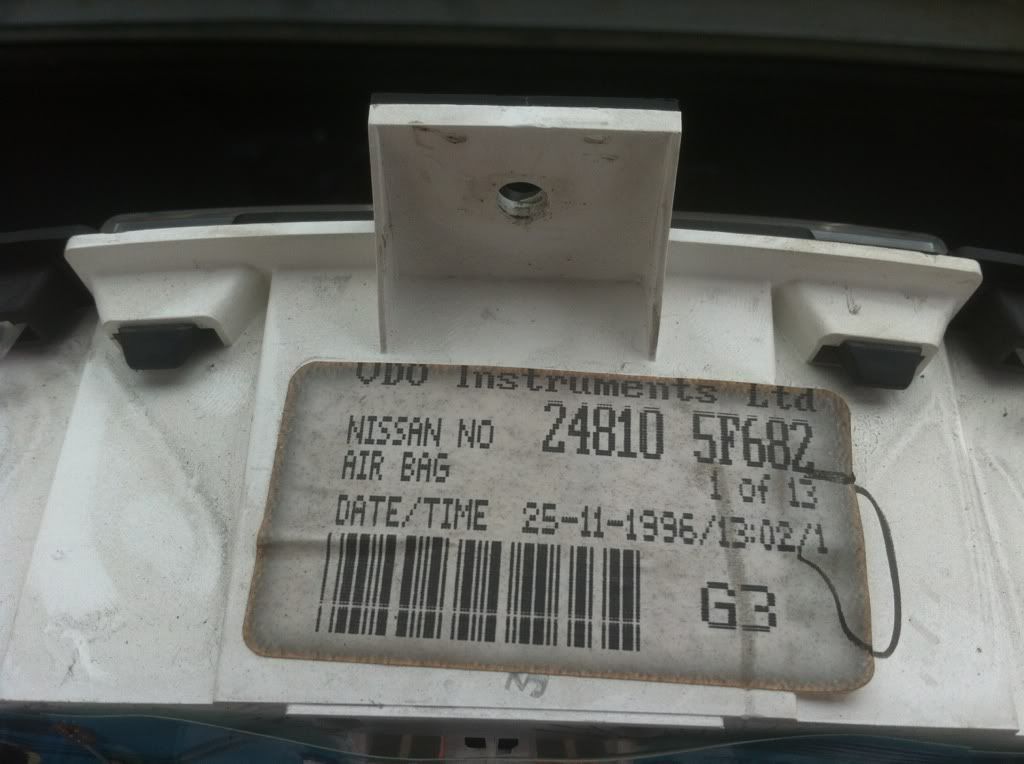 VDO Instruments Ltd
NISSAN NO 24810 5F682
AIR BAG
1 of 13
DATE/TIME 25-11-1996/13:02/1
G3